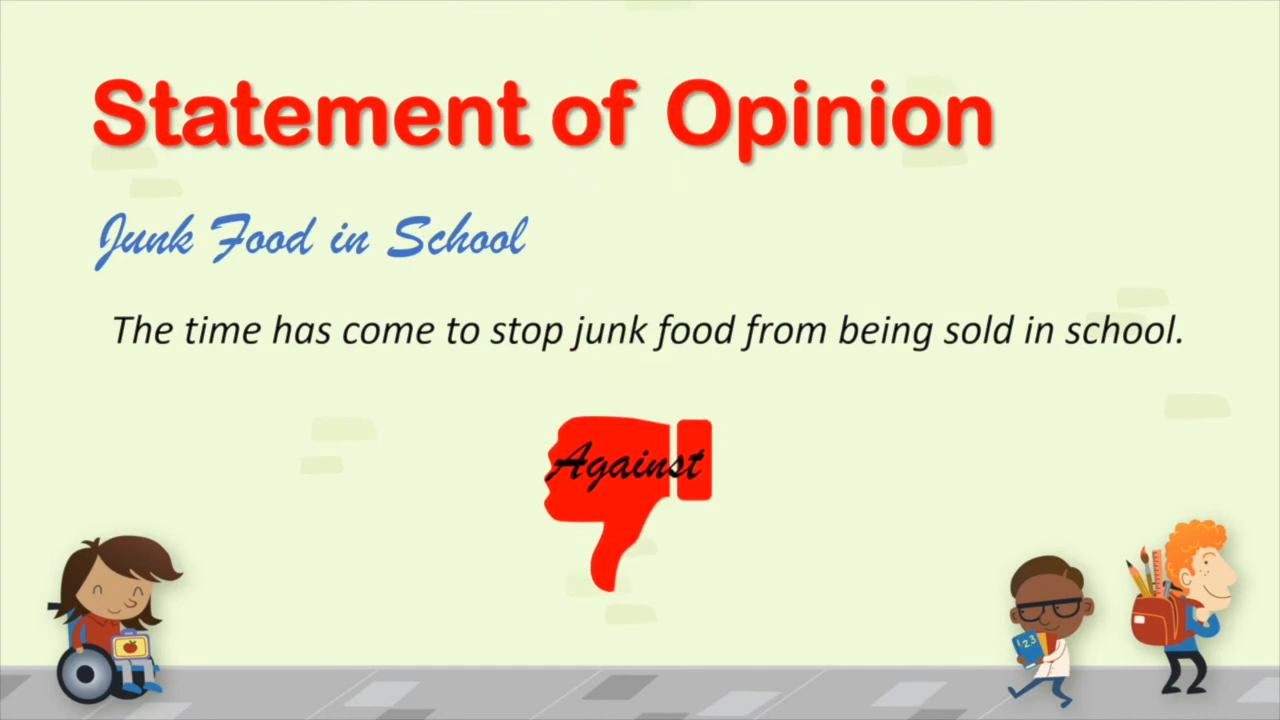 Statement of Opinion
Junk Food in School
The time has come to stop junk food from being sold in school.
Against
123